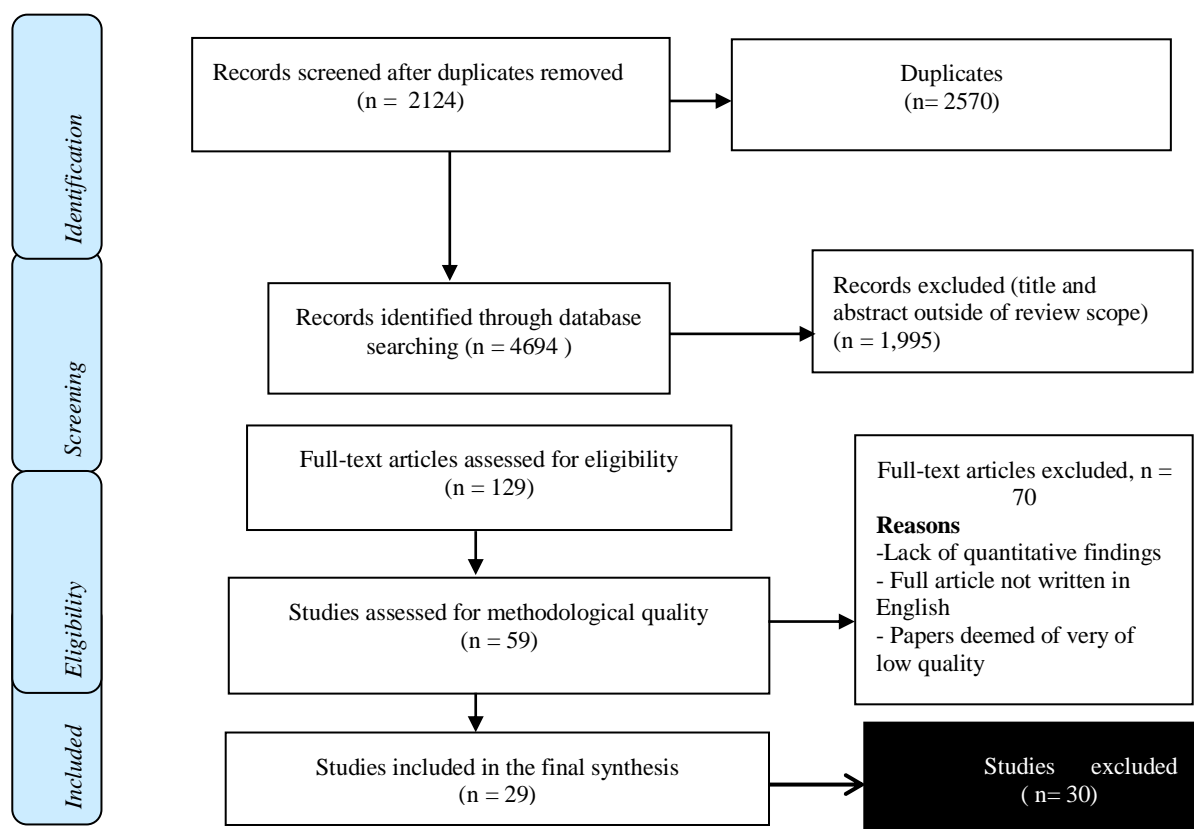 Identification
Records screened after duplicates removed
(n = 2124)
Duplicates
(n= 2570)
Screening
Records identified through database
searching (n = 4694 )
Records excluded (title and
abstract outside of review scope)
(n = 1,995)
Eligibility
Full-text articles assessed for eligibility
(n = 129)
Full-text articles excluded, n =
70
Reasons
-Lack of quantitative findings
- Full article not written in
English
- Papers deemed of very of
low quality
Studies assessed for methodological quality
(n = 59)
Included
Studies included in the final synthesis
(n = 29)
Studies excluded
( n= 30)